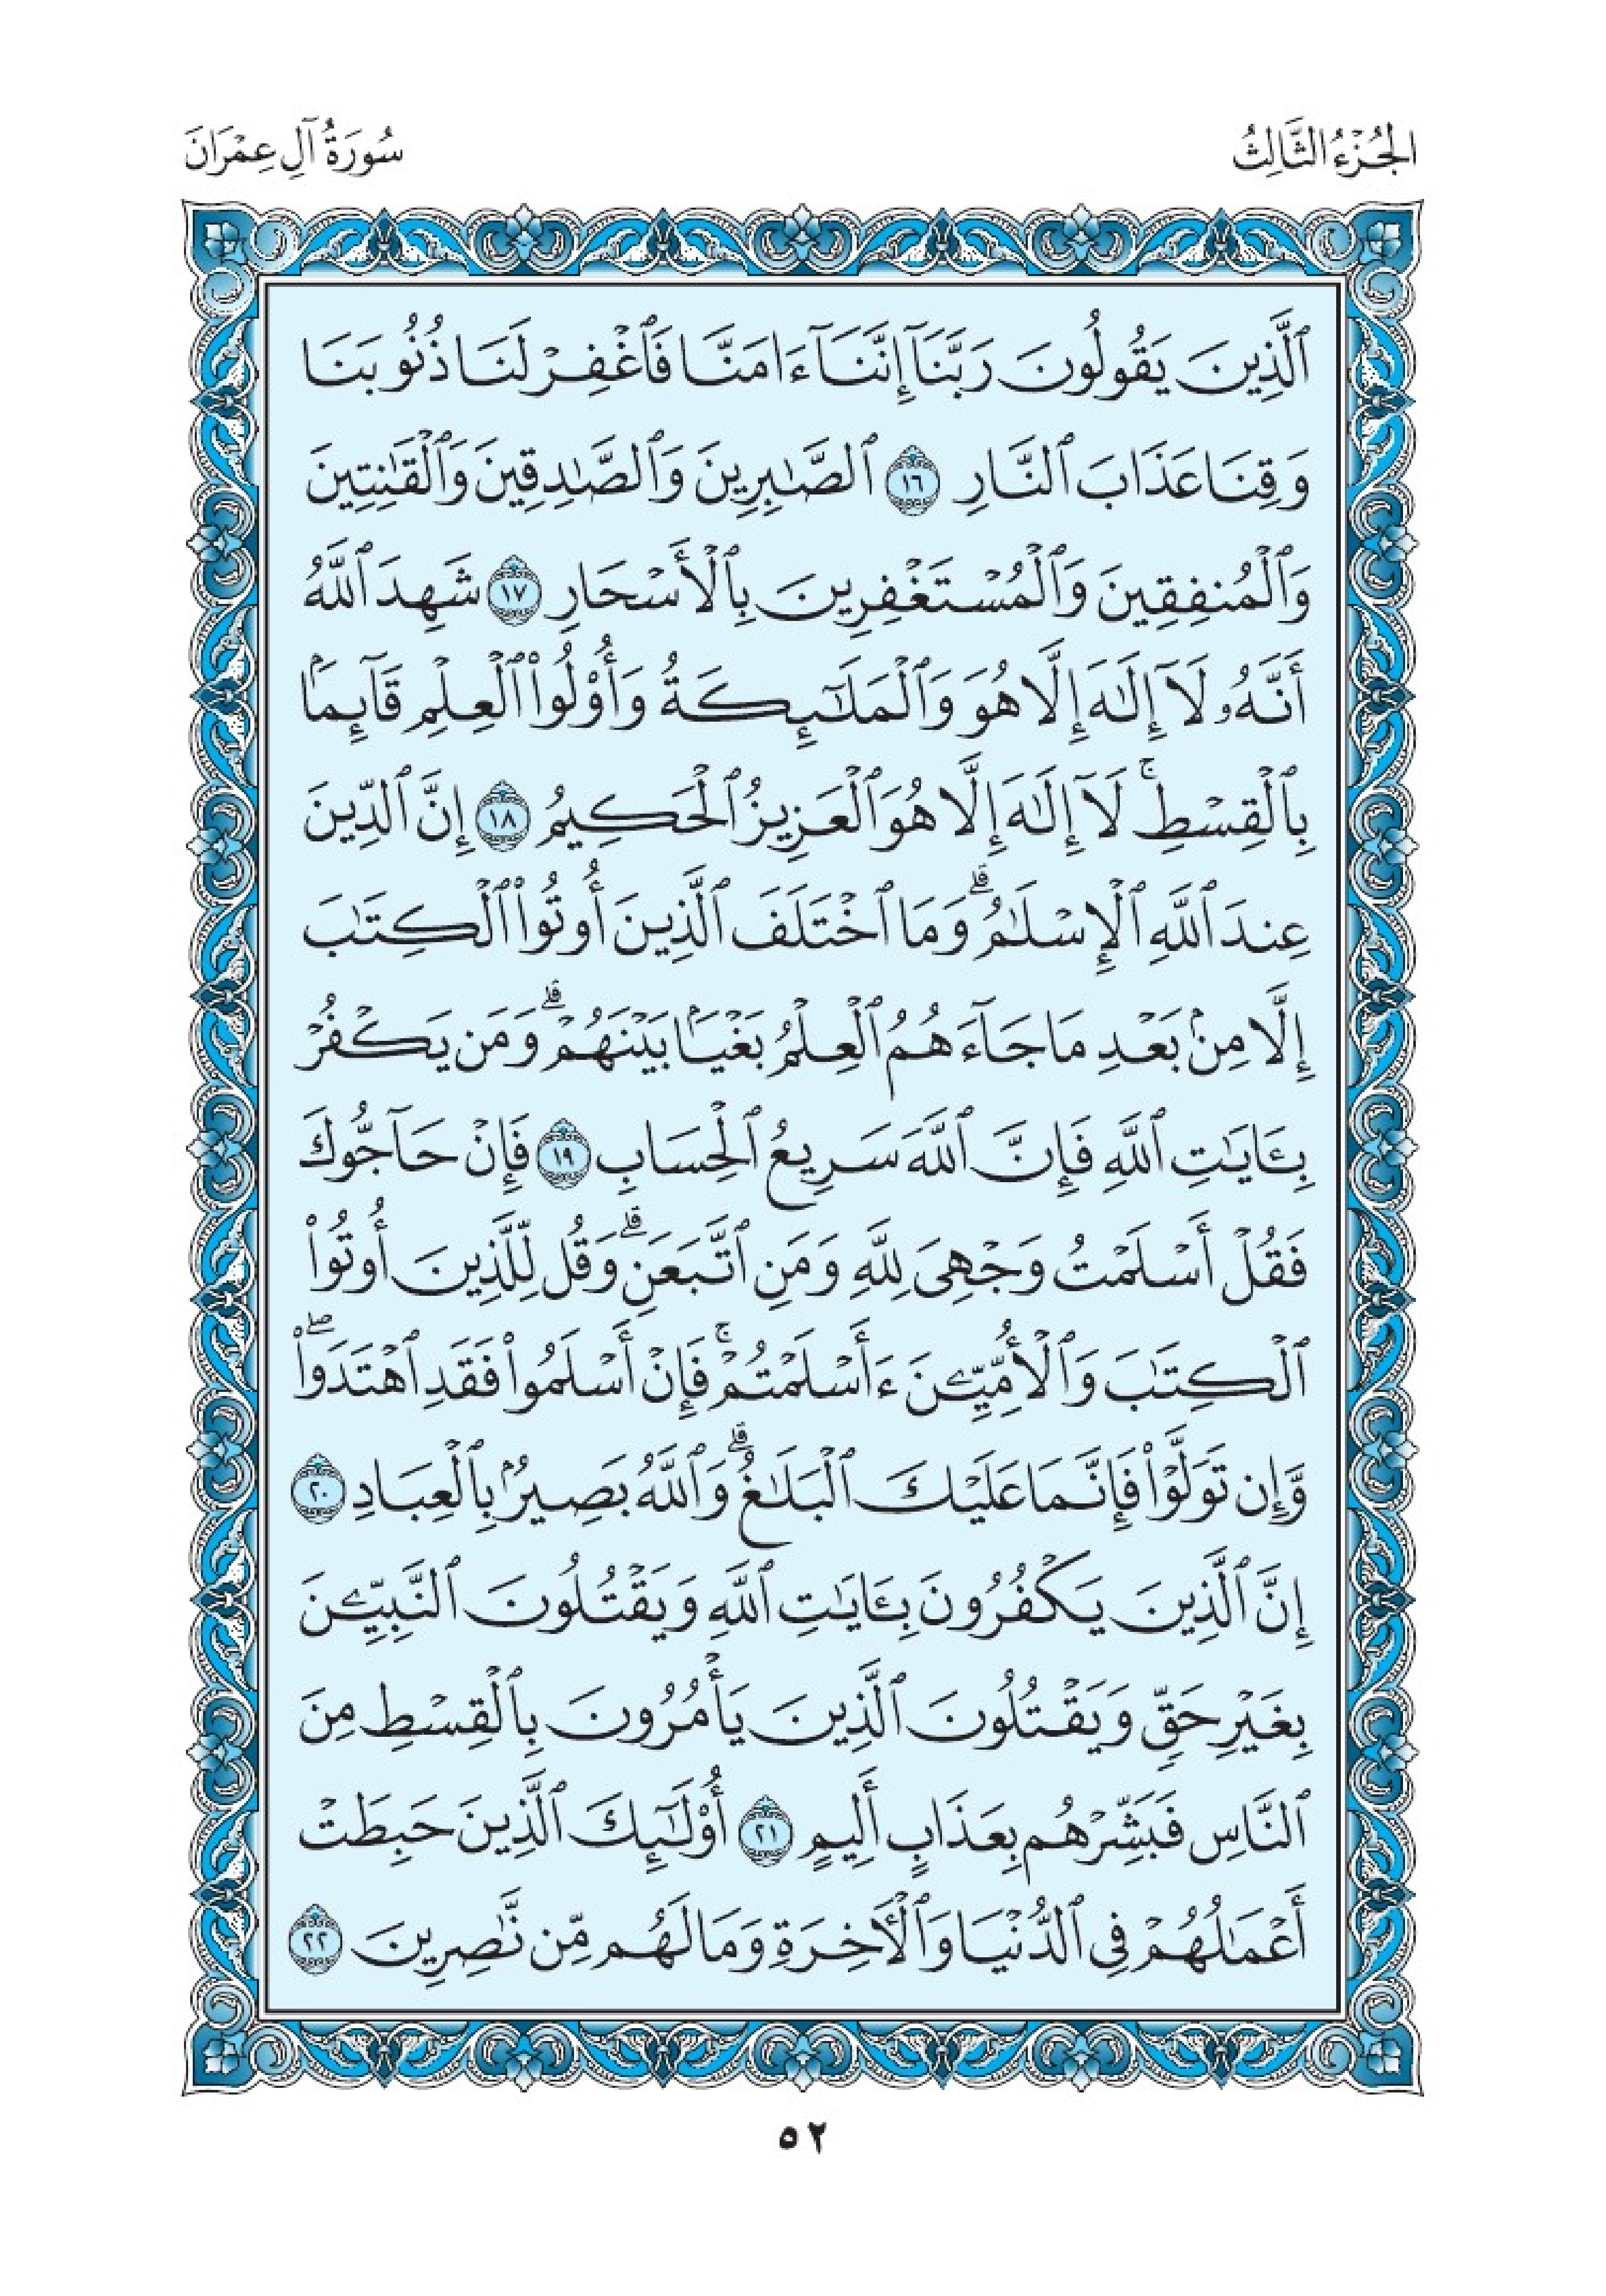 الجُزْءُ الثَّالِثُ
سُورَةُ آلِ عِمْرَانَ
ٱلَّذِينَ يَقُولُونَ رَبَّنَآ إِنَّنَآ ءَامَنَّا فَٱغْفِرْ لَنَا ذُنُوبَنَا
وَقِنَا عَذَابَ ٱلنَّارِ ١٦ ٱلصَّـٰبِرِينَ وَٱلصَّـٰدِقِينَ وَٱلْقَـٰنِتِينَ
وَٱلْمُنفِقِينَ وَٱلْمُسْتَغْفِرِينَ بِٱلْأَسْحَارِ ١٧ شَهِدَ ٱللَّهُ
أَنَّهُۥ لَآ إِلَـٰهَ إِلَّا هُوَ وَٱلْمَلَـٰٓئِكَةُ وَأُو۟لُوا۟ ٱلْعِلْمِ قَآئِمَۢا
بِٱلْقِسْطِ ۚ لَآ إِلَـٰهَ إِلَّا هُوَ ٱلْعَزِيزُ ٱلْحَكِيمُ ١٨ إِنَّ ٱلدِّينَ
عِندَ ٱللَّهِ ٱلْإِسْلَـٰمُ ۗ وَمَا ٱخْتَلَفَ ٱلَّذِينَ أُوتُوا۟ ٱلْكِتَـٰبَ
إِلَّا مِنۢ بَعْدِ مَا جَآءَهُمُ ٱلْعِلْمُ بَغْيَۢا بَيْنَهُمْ ۗ وَمَن يَكْفُرْ
بِـَٔايَـٰتِ ٱللَّهِ فَإِنَّ ٱللَّهَ سَرِيعُ ٱلْحِسَابِ ١٩ فَإِنْ حَآجُّوكَ
فَقُلْ أَسْلَمْتُ وَجْهِىَ لِلَّهِ وَمَنِ ٱتَّبَعَنِ ۗ وَقُل لِّلَّذِينَ أُوتُوا۟
ٱلْكِتَـٰبَ وَٱلْأُمِّيِّـۧنَ ءَأَسْلَمْتُمْ ۚ فَإِنْ أَسْلَمُوا۟ فَقَدِ ٱهْتَدَوا۟ ۖ
وَّإِن تَوَلَّوْا۟ فَإِنَّمَا عَلَيْكَ ٱلْبَلَـٰغُ ۗ وَٱللَّهُ بَصِيرُۢ بِٱلْعِبَادِ ٢٠
إِنَّ ٱلَّذِينَ يَكْفُرُونَ بِـَٔايَـٰتِ ٱللَّهِ وَيَقْتُلُونَ ٱلنَّبِيِّـۧنَ
بِغَيْرِ حَقٍّ وَيَقْتُلُونَ ٱلَّذِينَ يَأْمُرُونَ بِٱلْقِسْطِ مِنَ
ٱلنَّاسِ فَبَشِّرْهُم بِعَذَابٍ أَلِيمٍ ٢١ أُو۟لَـٰٓئِكَ ٱلَّذِينَ حَبِطَتْ
أَعْمَـٰلُهُمْ فِى ٱلدُّنْيَا وَٱلْـَٔاخِرَةِ وَمَا لَهُم مِّن نَّـٰصِرِينَ ٢٢
٥٢